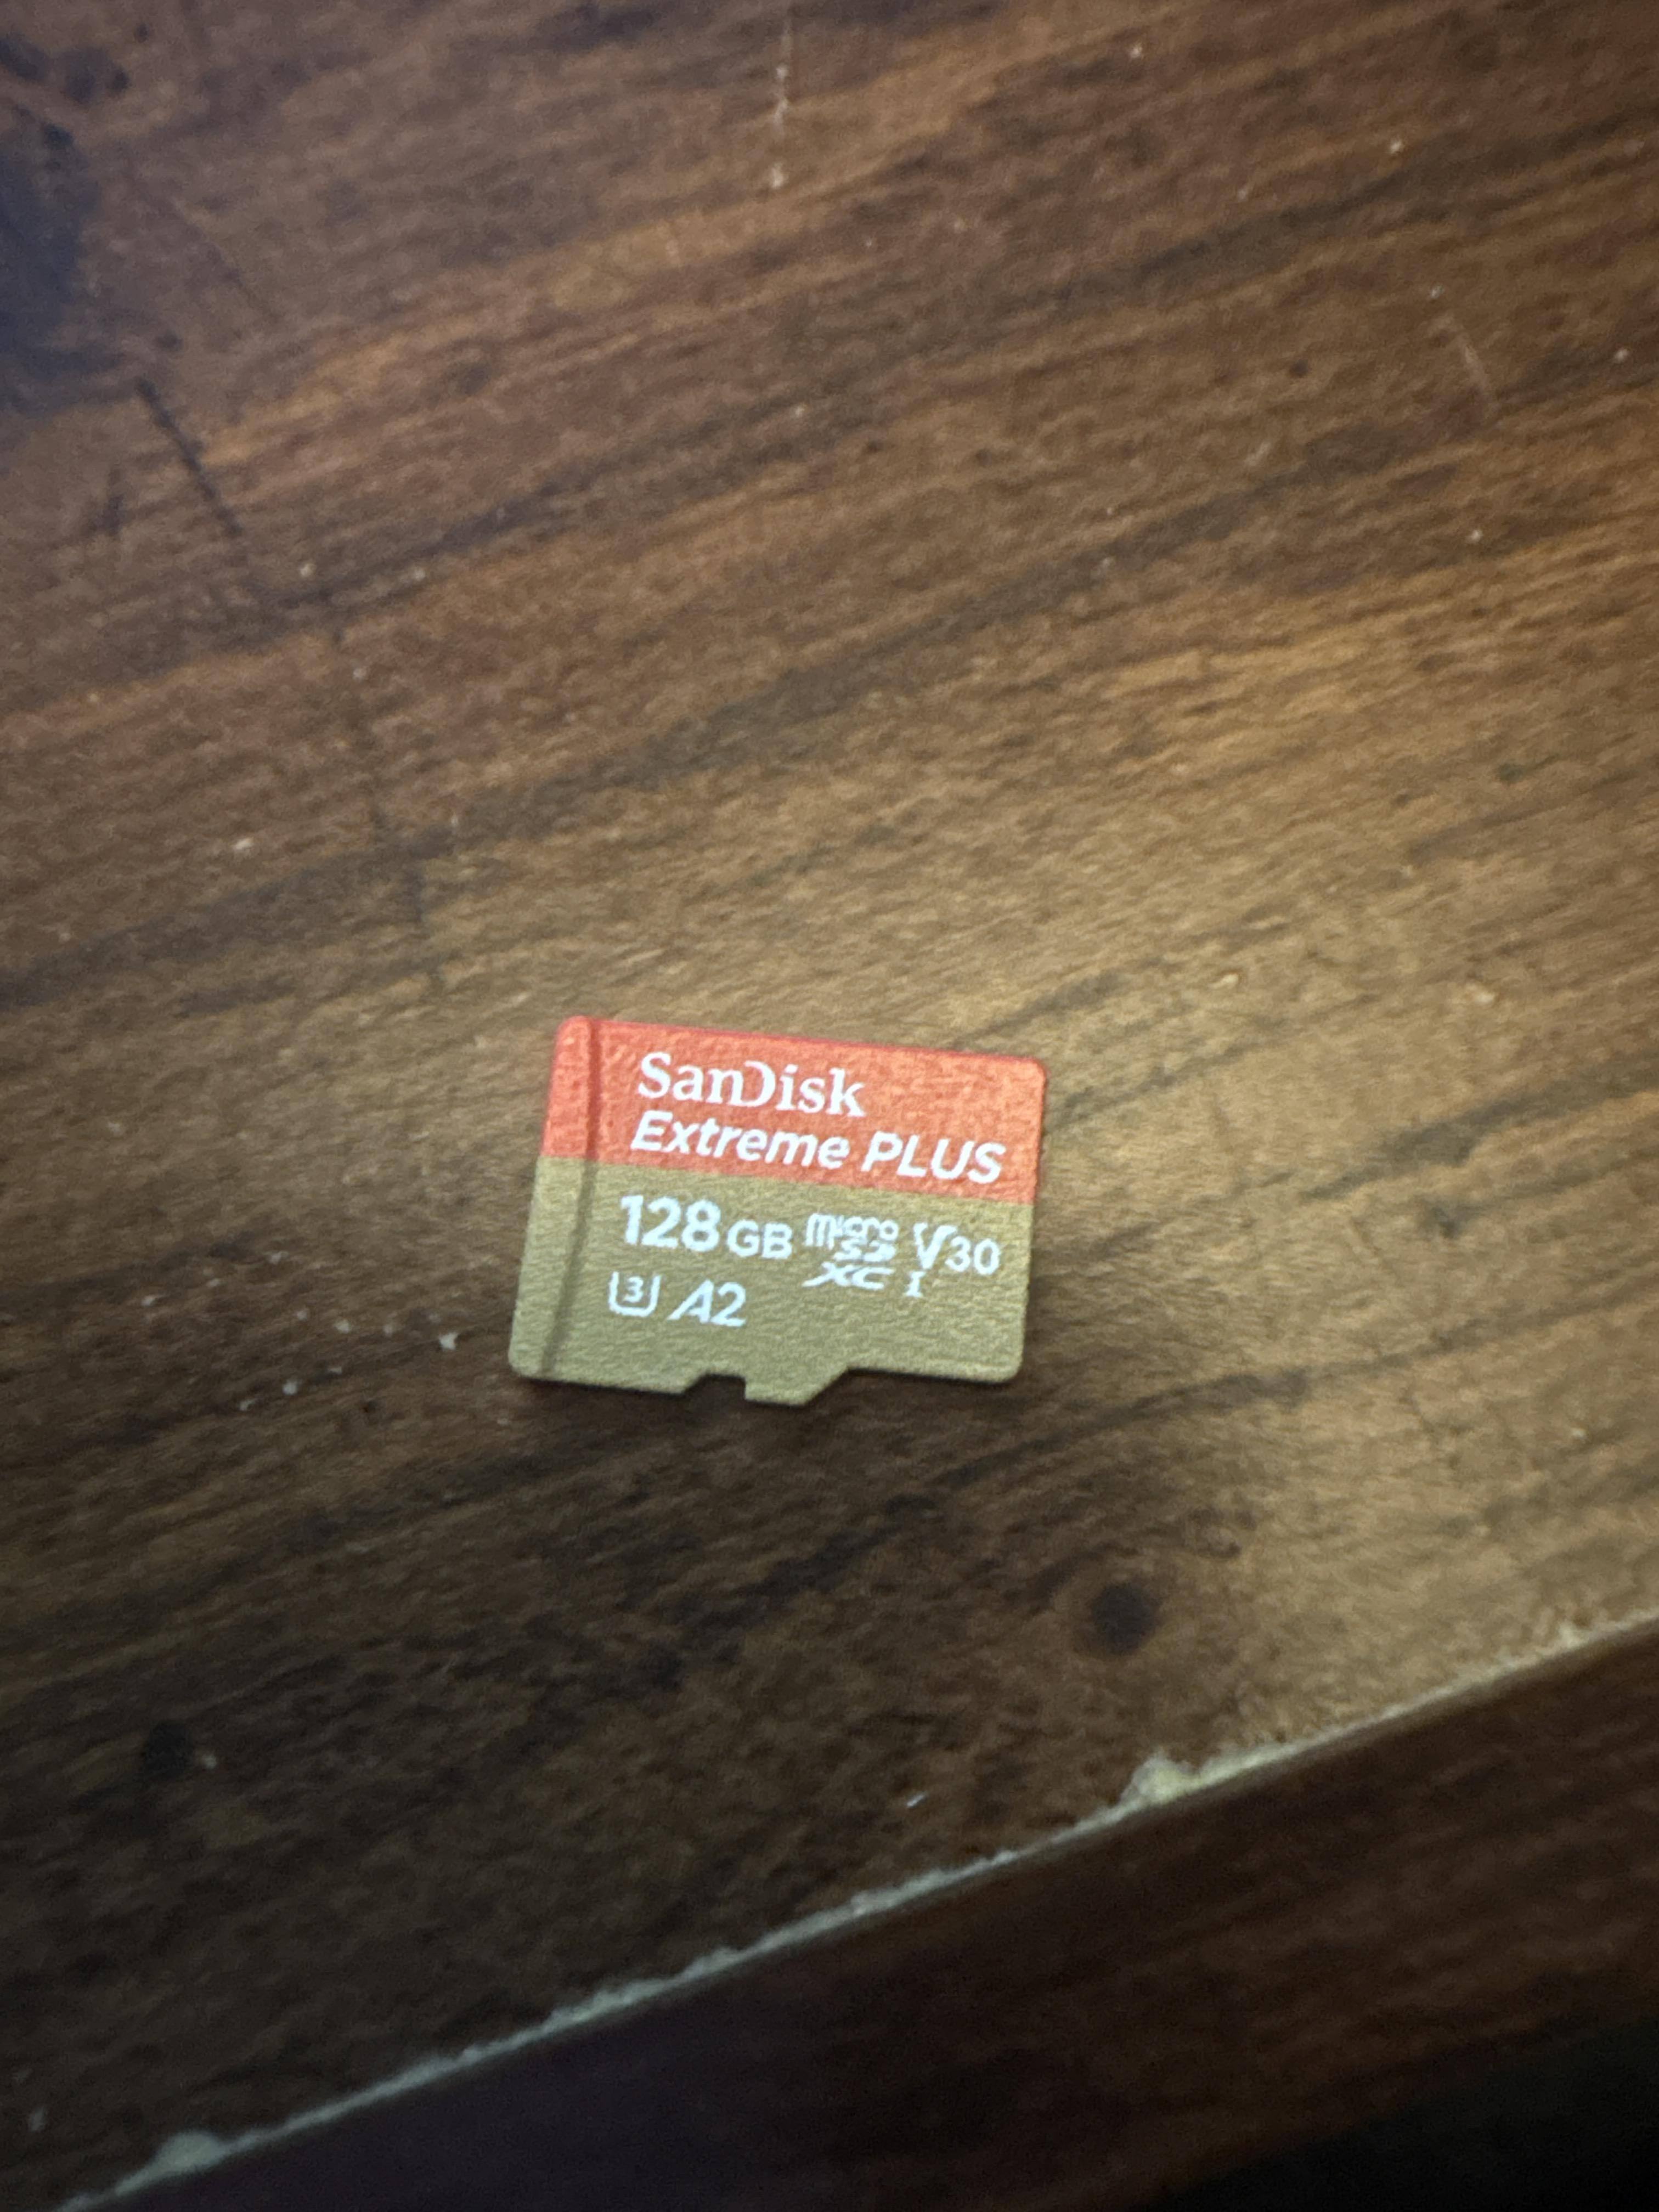 SanDisk
Extreme PLUS
128GB micro SD XC I V30
3 A2